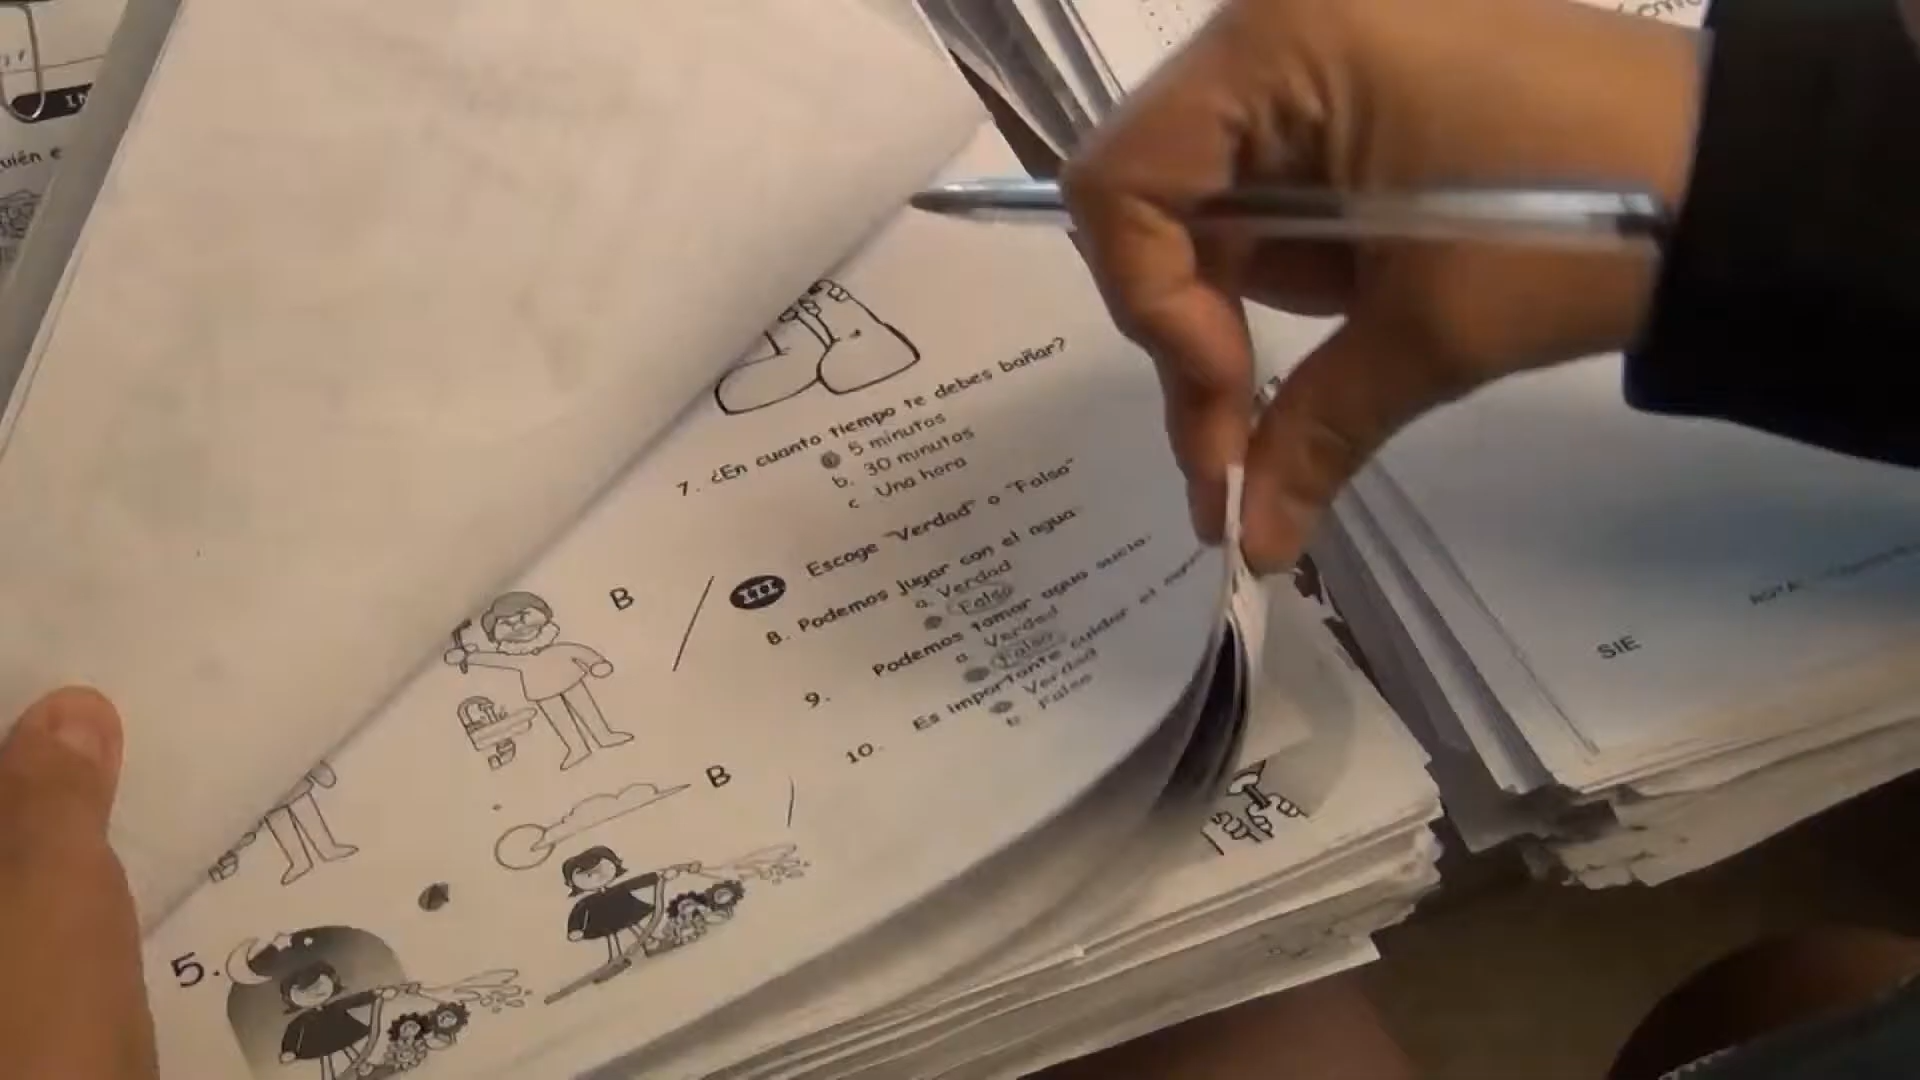 B
B
5.
7. ¿En cuanto tiempo te debes bañar?
5 minutos
b. 30 minutos
c. Una hora
III Escoge "Verdad" o "Falso"
8. Podemos jugar con el agua.
a. Verdad
Falso
9. Podemos tomar agua sucia.
a. Verdad
Falso
10. Es importante cuidar el agua
Verdad
b. Falso
SIE